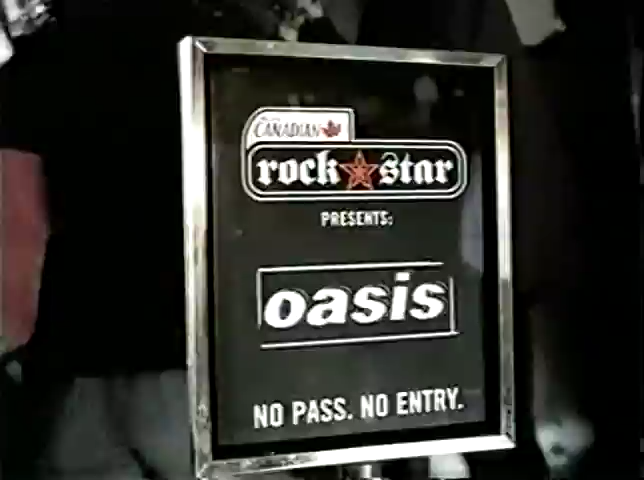 CANADIAN
rock star
PRESENTS:
oasis
NO PASS. NO ENTRY.